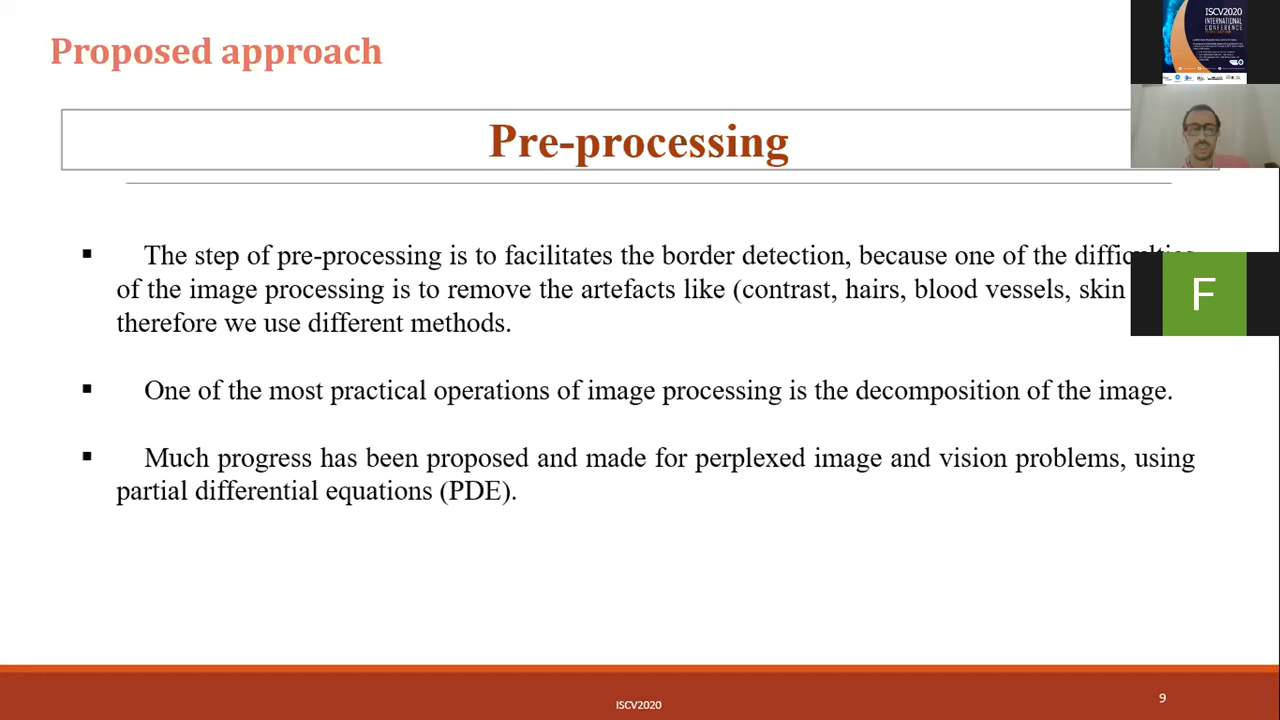 Proposed approach
ISCV2020
INTERNATIONAL
CONFERENCE
Pre-processing
▪ The step of pre-processing is to facilitates the border detection, because one of the difficulties
of the image processing is to remove the artefacts like (contrast, hairs, blood vessels, skin
therefore we use different methods.
F
▪ One of the most practical operations of image processing is the decomposition of the image.
▪ Much progress has been proposed and made for perplexed image and vision problems, using
partial differential equations (PDE).
ISCV2020
9